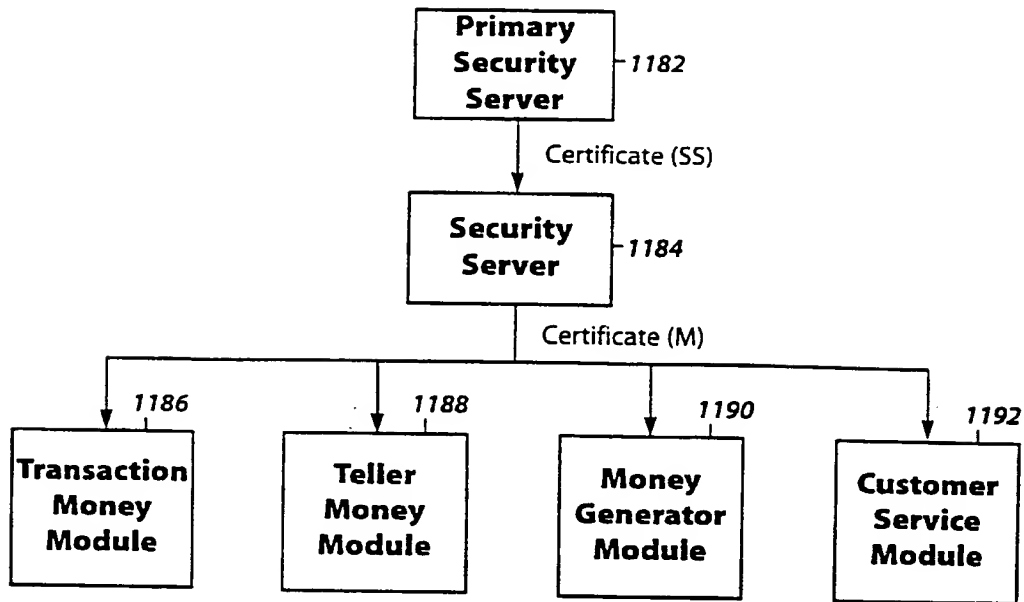 Primary
Security
Server
1182
Certificate (SS)
Security
Server
1184
Certificate (M)
1186
1188
1190
1192
Transaction
Money
Module
Teller
Money
Module
Money
Generator
Module
Customer
Service
Module